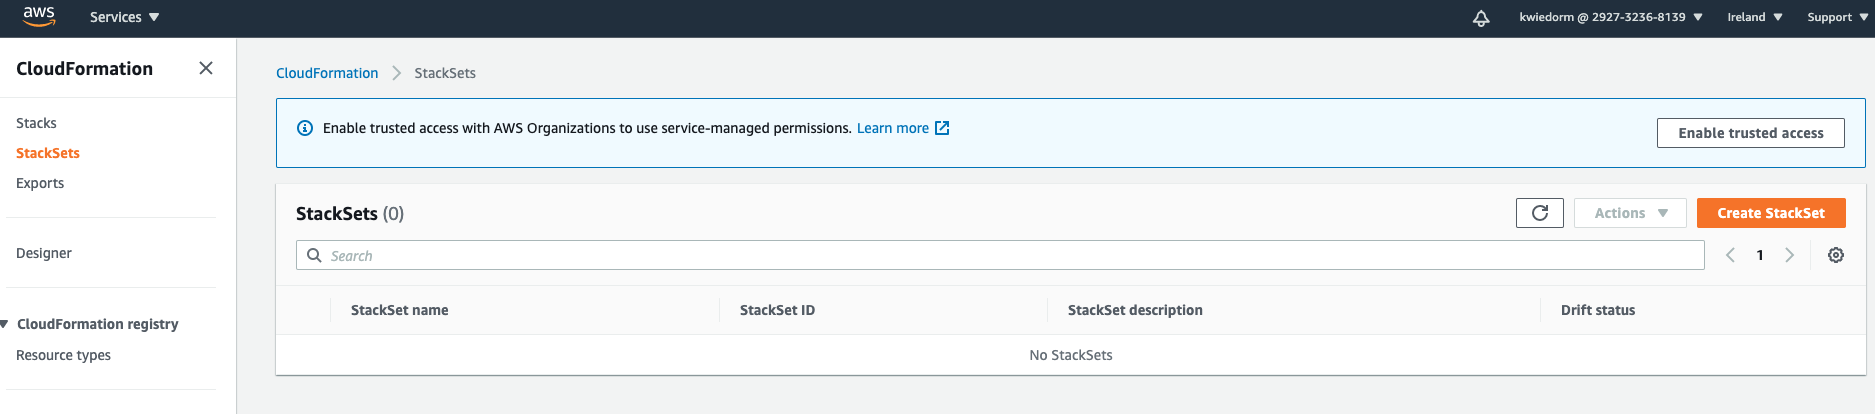 aws
Services
kwiedorm @ 2927-3236-8139
Ireland
Support
CloudFormation
Stacks
StackSets
Exports
Designer
CloudFormation registry
Resource types
CloudFormation StackSets
Enable trusted access with AWS Organizations to use service-managed permissions. Learn more
Enable trusted access
StackSets (0)
Actions
Create StackSet
Search
1
StackSet name StackSet ID StackSet description Drift status
No StackSets